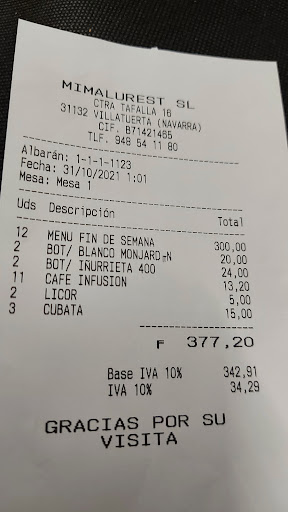 MIMALUREST SL
CTRA TAFALLA 16
31132 VILLATUERTA (NAVARRA)
CIF. B71421465
TLF. 948 54 11 80
Albarán: 1-1-1-1123
Fecha: 31/10/2021 1:01
Mesa: Mesa 1
Uds Descripción Total
12 MENU FIN DE SEMANA 300,00
2 BOT/ BLANCO MONJARDIN 20,00
2 BOT/ IÑURRIETA 400 24,00
11 CAFE INFUSION 13,20
2 LICOR 5,00
3 CUBATA 15,00
F 377,20
Base IVA 10% 342,91
IVA 10% 34,29
GRACIAS POR SU
VISITA